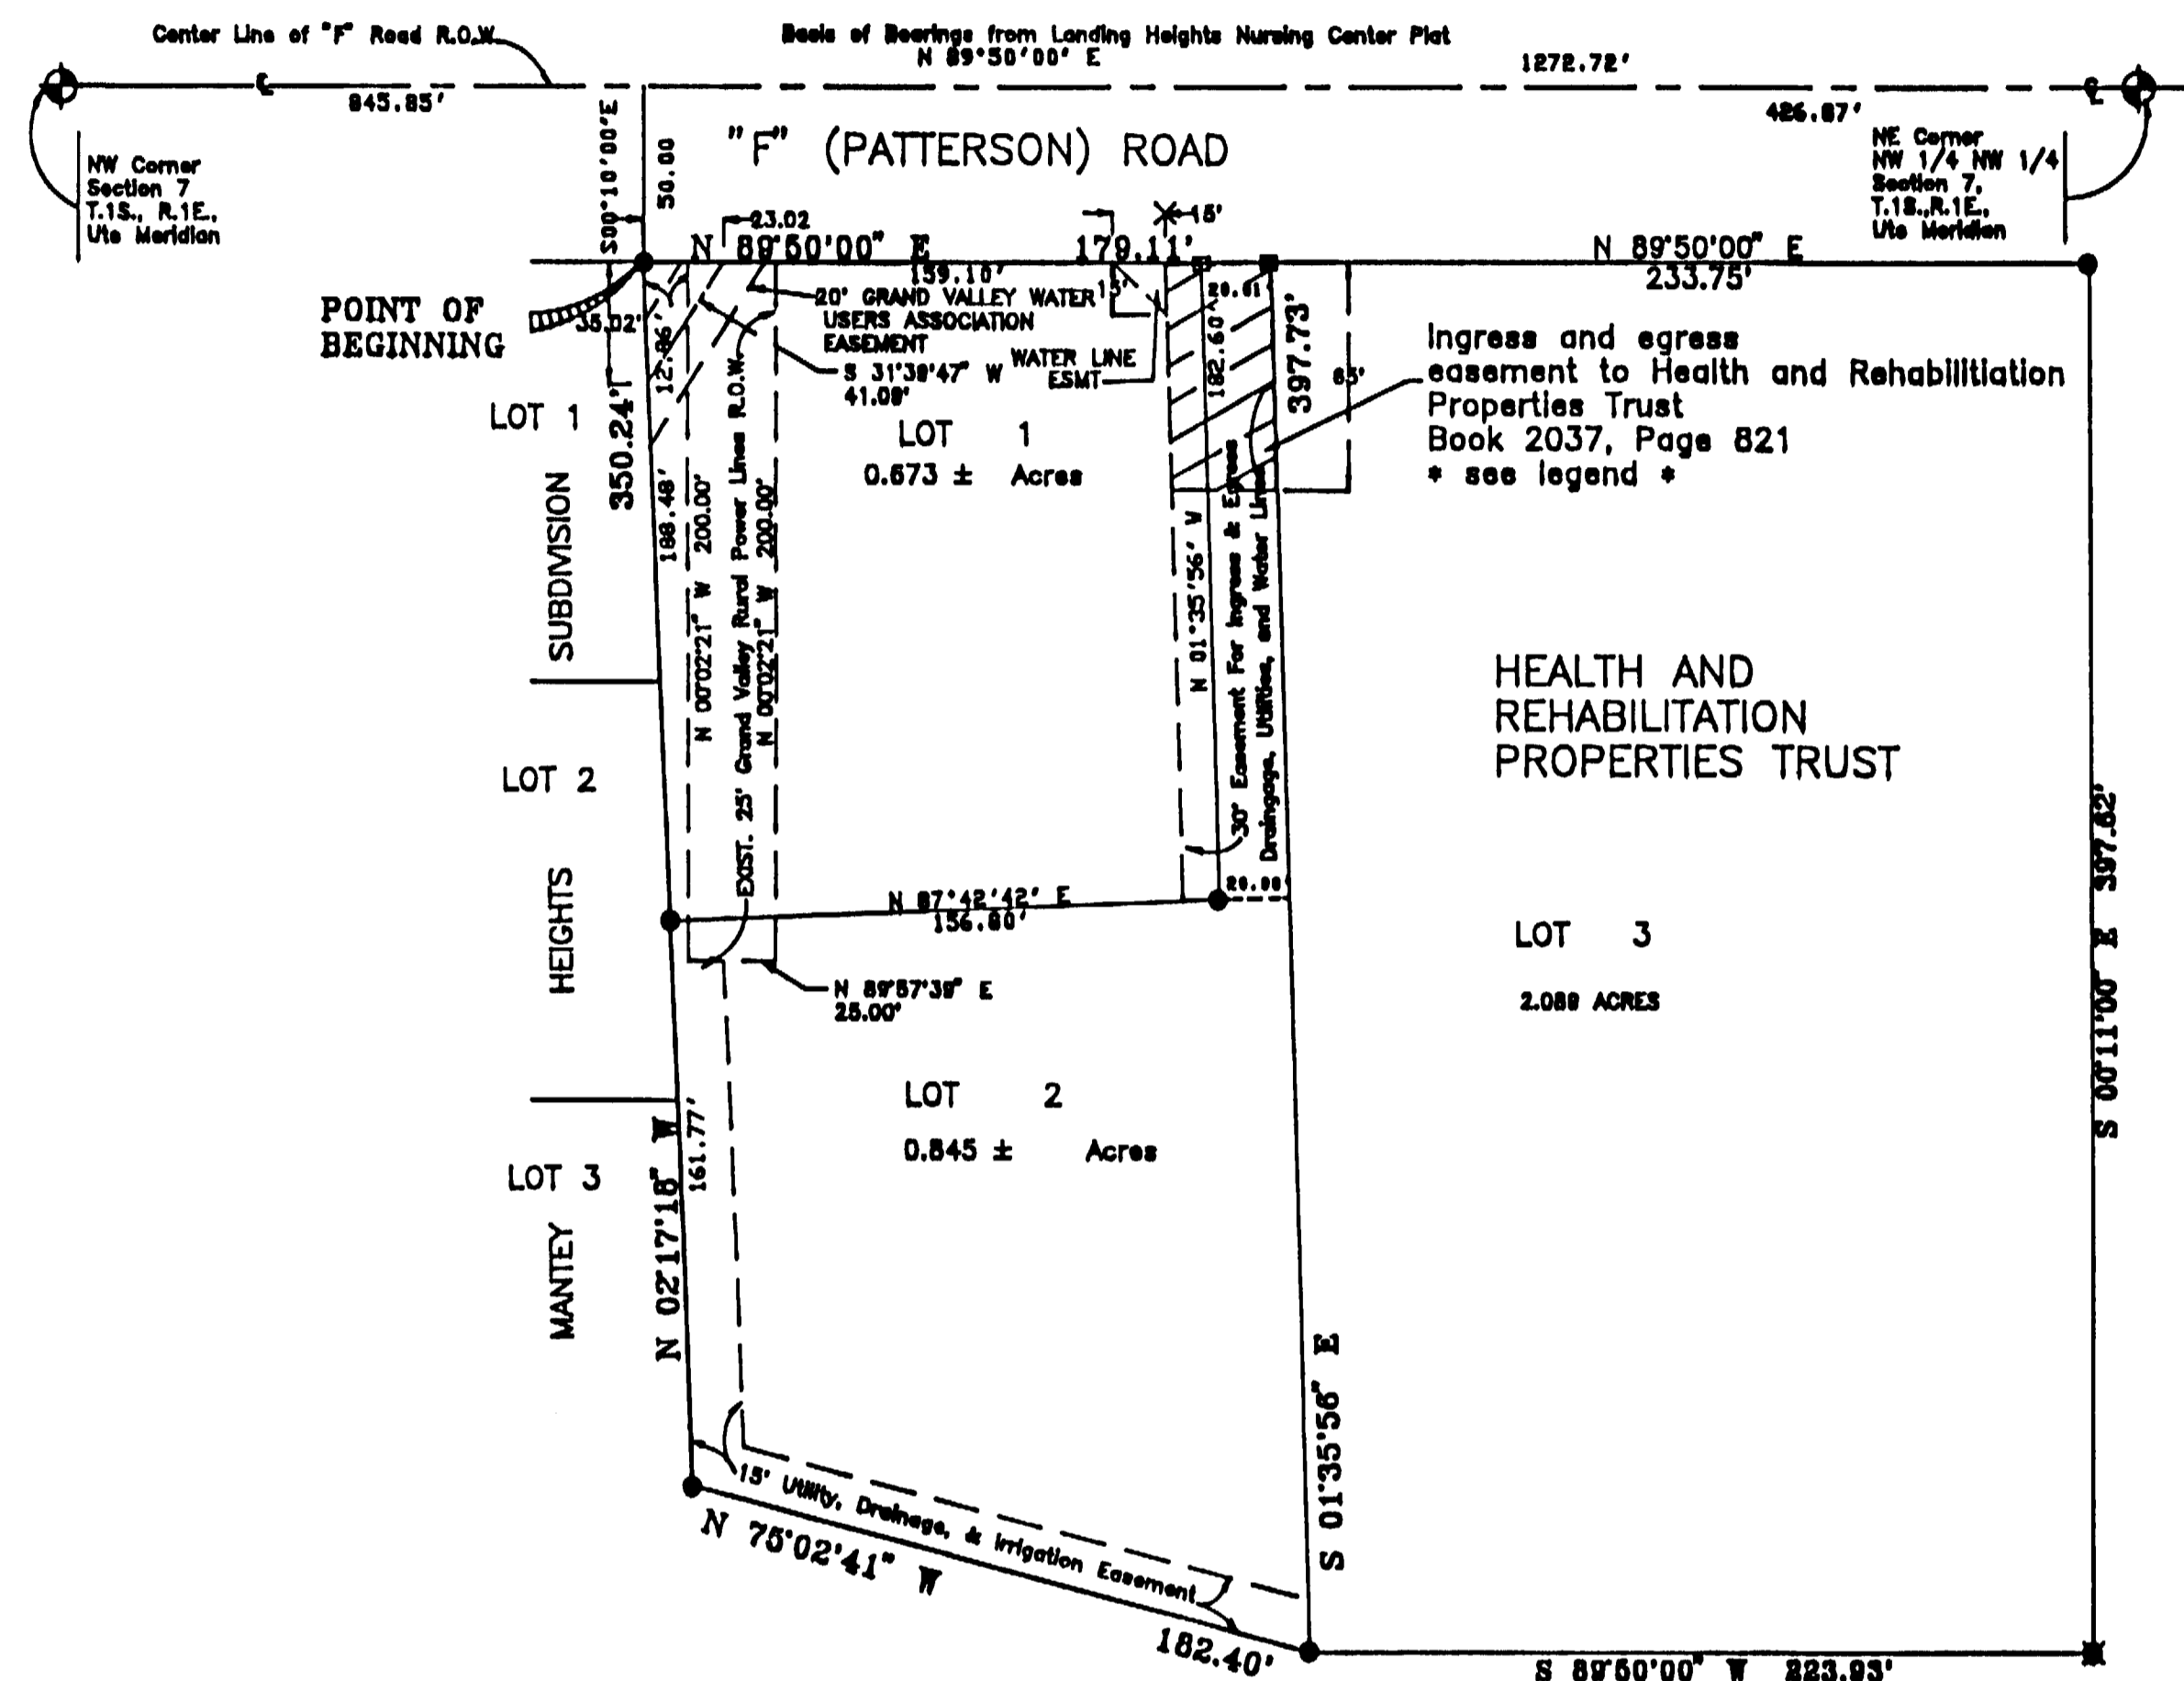 Center Line of "F" Road R.O.W.
Basis of Bearings from Landing Heights Nursing Center Plat
N 89°50'00" E
1272.72'
845.85'
426.87'
NW Corner
Section 7
T.1S., R.1E.,
Ute Meridian
S00°10'00"E
50.00
"F" (PATTERSON) ROAD
NE Corner
NW 1/4 NW 1/4
Section 7,
T.1S.,R.1E.,
Ute Meridian
23.02
15'
N 89°50'00" E
179.11'
N 89°50'00" E
233.75'
159.10'
POINT OF
BEGINNING
35.02'
12.86'
20' GRAND VALLEY WATER
USERS ASSOCIATION
EASEMENT
15'
20.01'
S 31°39'47" W
41.09'
WATER LINE
ESMT
182.60'
397.73'
65'
Ingress and egress
easement to Health and Rehabilitiation
Properties Trust
Book 2037, Page 821
* see legend *
LOT 1
350.24'
LOT 1
0.673 ± Acres
SUBDIVISION
188.48'
N 00°02'21" W 200.00'
EXIST. 25' Grand Valley Rural Power Lines R.O.W.
N 00°02'21" W 200.00'
N 01°35'56" W
30' Easement For Ingress & Egress
Draingage, Utilities, and Water Line
HEALTH AND
REHABILITATION
PROPERTIES TRUST
LOT 2
HEIGHTS
N 87°42'42" E
156.80'
20.00
S 00°11'00" E 397.62'
LOT 3
2.089 ACRES
N 89°57'39" E
25.00'
LOT 2
0.845 ± Acres
161.77'
LOT 3
MANTEY
N 02°17'18" W
S 01°35'56" E
15' Utility, Drainage, & Irrigation Easement
N 75°02'41" W
182.40'
S 89°50'00" W 223.93'